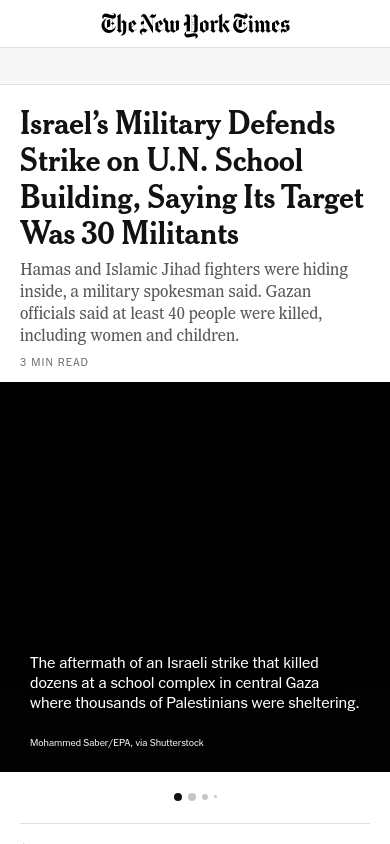 The New York Times
Israel’s Military Defends
Strike on U.N. School
Building, Saying Its Target
Was 30 Militants
Hamas and Islamic Jihad fighters were hiding
inside, a military spokesman said. Gazan
officials said at least 40 people were killed,
including women and children.
3 MIN READ
The aftermath of an Israeli strike that killed
dozens at a school complex in central Gaza
where thousands of Palestinians were sheltering.
Mohammed Saber/EPA, via Shutterstock